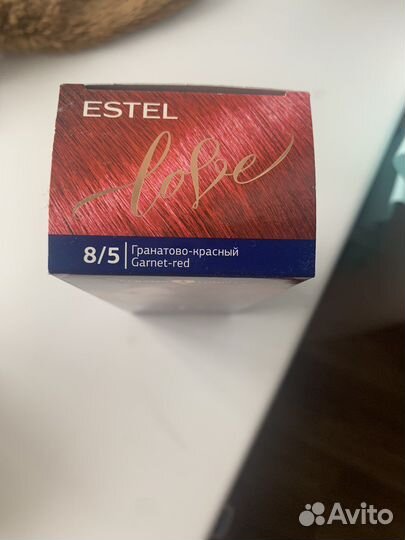 ESTEL
love
8/5
Гранатово-красный
Garnet-red
Avito